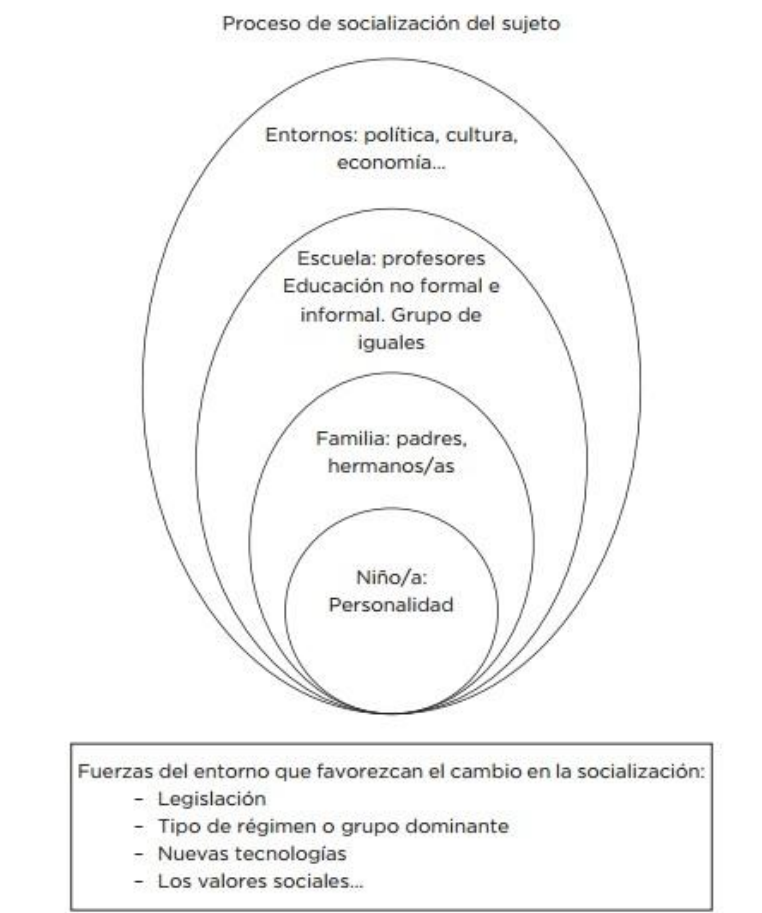 Proceso de socialización del sujeto
Entornos: política, cultura,
economía...
Escuela: profesores
Educación no formal e
informal. Grupo de
iguales
Familia: padres,
hermanos/as
Niño/a:
Personalidad
Fuerzas del entorno que favorezcan el cambio en la socialización:
- Legislación
- Tipo de régimen o grupo dominante
- Nuevas tecnologías
- Los valores sociales...